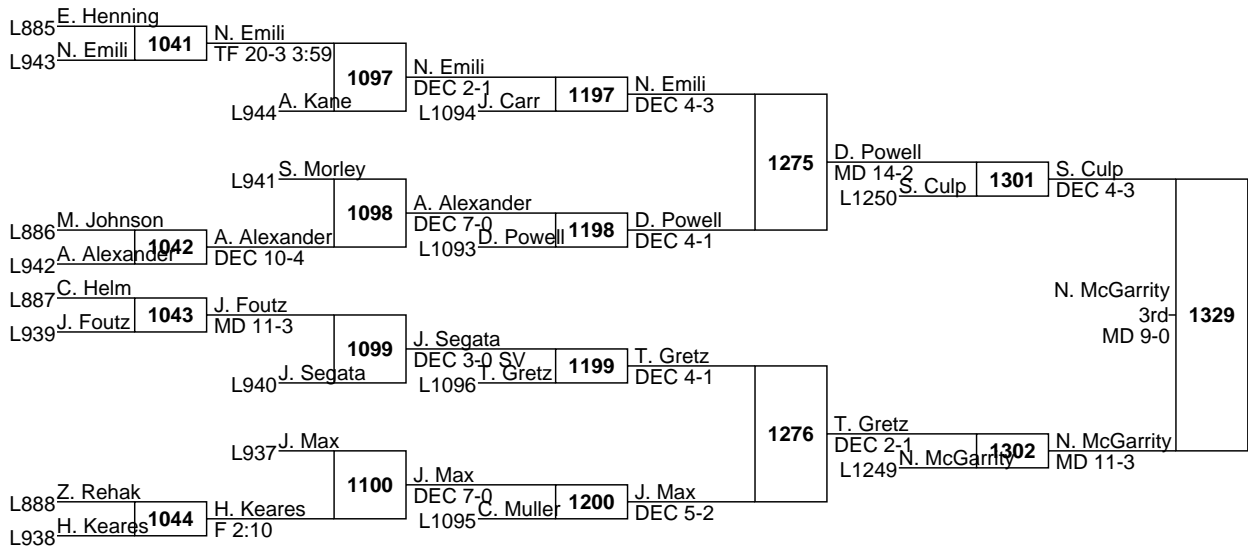 E. Henning
L885
1041
N. Emili
TF 20-3 3:59
N. Emili
L943
1097
N. Emili
DEC 2-1
A. Kane
L944
J. Carr
L1094
1197
N. Emili
DEC 4-3
1275
D. Powell
MD 14-2
S. Morley
L941
1098
A. Alexander
DEC 7-0
M. Johnson
L886
1042
A. Alexander
DEC 10-4
A. Alexander
L942
D. Powell
L1093
1198
D. Powell
DEC 4-1
S. Culp
L1250
1301
S. Culp
DEC 4-3
C. Helm
L887
1043
J. Foutz
MD 11-3
J. Foutz
L939
1099
J. Segata
DEC 3-0 SV
J. Segata
L940
T. Gretz
L1096
1199
T. Gretz
DEC 4-1
N. McGarrity
3rd
MD 9-0
1329
1276
T. Gretz
DEC 2-1
J. Max
L937
1100
J. Max
DEC 7-0
Z. Rehak
L888
1044
H. Keares
F 2:10
H. Keares
L938
C. Muller
L1095
1200
J. Max
DEC 5-2
N. McGarrity
L1249
1302
N. McGarrity
MD 11-3